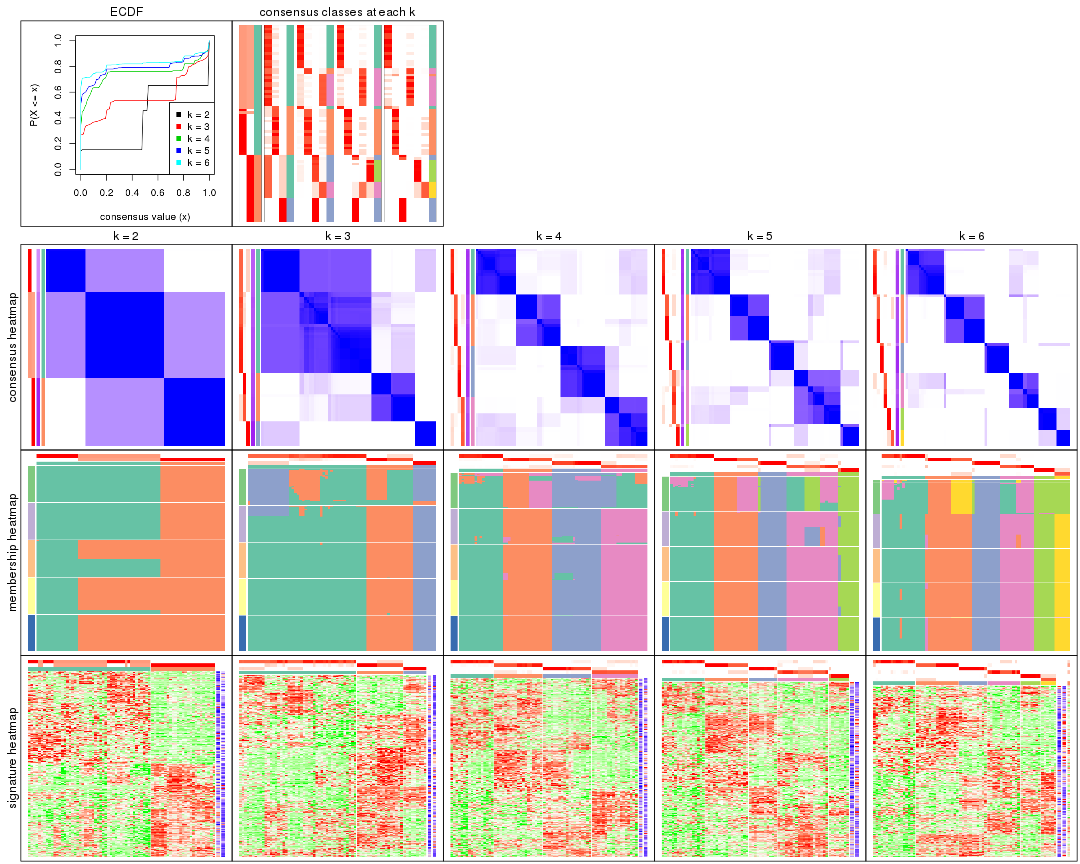 ECDF
consensus classes at each k
P(X <= x)
1.0
0.8
0.6
0.4
0.2
0.0
k = 2
k = 3
k = 4
k = 5
k = 6
0.0 0.2 0.4 0.6 0.8 1.0
consensus value (x)
k = 2
k = 3
k = 4
k = 5
k = 6
consensus heatmap
membership heatmap
signature heatmap